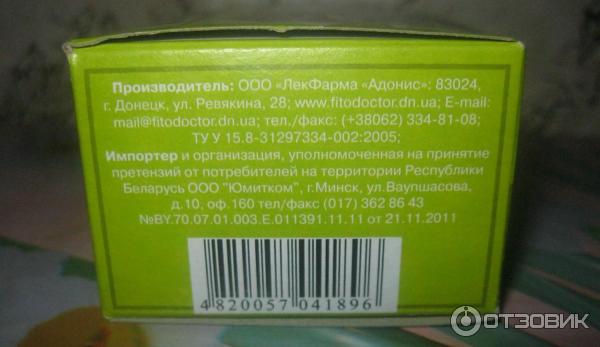 Производитель: ООО «ЛекФарма "Адонис»: 83024,
г. Донецк, ул. Ревякина, 28; www.fitodoctor.dn.ua; E-mail:
mail@fitodoctor.dn.ua; тел./факс: (+38062) 334-81-08;
ТУ У 15.8-31297334-002:2005;
Импортер и организация, уполномоченная на принятие
претензий от потребителей на территории Республики
Беларусь ООО "Юмитком", г.Минск, ул.Ваупшасова,
д.10, оф.160 тел/факс (017) 362 86 43
№BY.70.07.01.003.E.011391.11.11 от 21.11.2011
4820057 041896
ОТЗОВИК